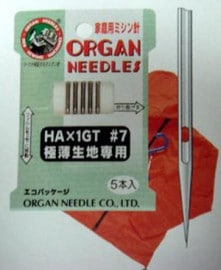 家庭用ミシン針
ORGAN
NEEDLES
HA×1GT #7
極薄生地専用
5本入
エコパッケージ
ORGAN NEEDLE CO., LTD.